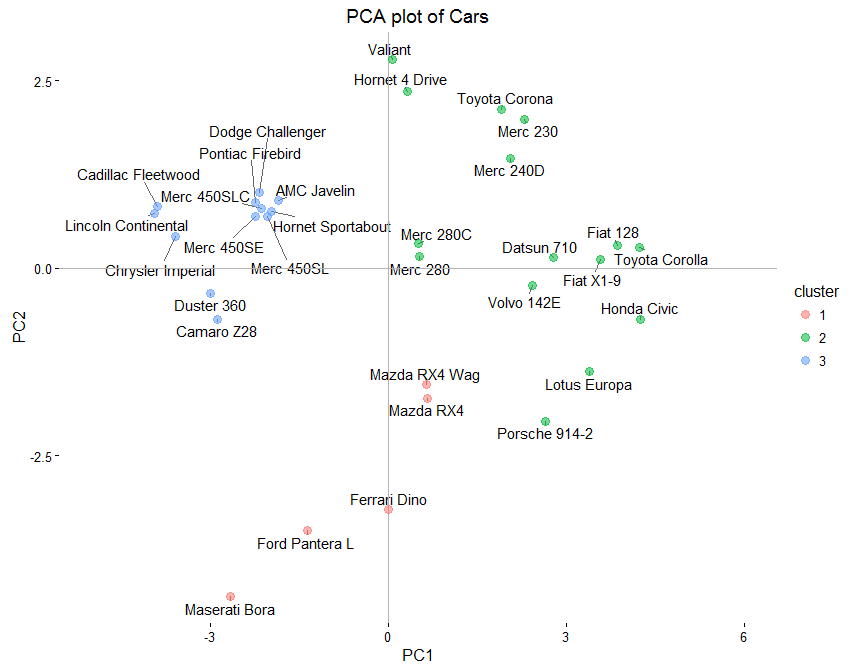 PCA plot of Cars
Valiant
Hornet 4 Drive
2.5
Toyota Corona
Dodge Challenger
Merc 230
Pontiac Firebird
Merc 240D
Cadillac Fleetwood
AMC Javelin
Merc 450SLC
Lincoln Continental
Hornet Sportabout
Merc 280C
Fiat 128
Merc 450SE
Datsun 710
Toyota Corolla
0.0
Chrysler Imperial
Merc 450SL
Merc 280
Fiat X1-9
cluster
Duster 360
Volvo 142E
Honda Civic
1
PC2
Camaro Z28
2
3
Mazda RX4 Wag
Lotus Europa
Mazda RX4
Porsche 914-2
-2.5
Ferrari Dino
Ford Pantera L
Maserati Bora
-3
0
3
6
PC1